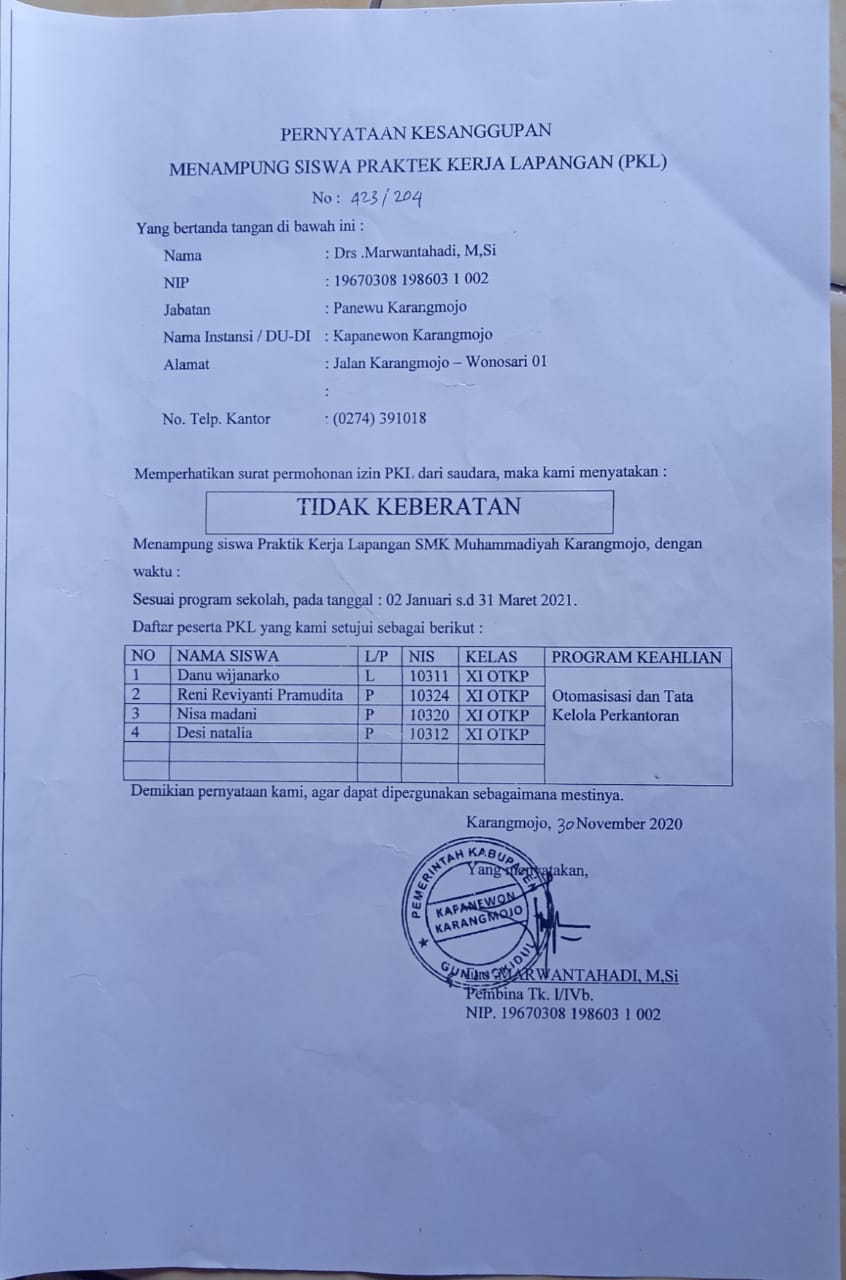 PERNYATAAN KESANGGUPAN
MENAMPUNG SISWA PRAKTEK KERJA LAPANGAN (PKL)
No : 423/204
Yang bertanda tangan di bawah ini :
Nama : Drs .Marwantahadi, M,Si
NIP : 19670308 198603 1 002
Jabatan : Panewu Karangmojo
Nama Instansi / DU-DI : Kapanewon Karangmojo
Alamat : Jalan Karangmojo – Wonosari 01
:
No. Telp. Kantor : (0274) 391018
Memperhatikan surat permohonan izin PKL dari saudara, maka kami menyatakan :
TIDAK KEBERATAN
Menampung siswa Praktik Kerja Lapangan SMK Muhammadiyah Karangmojo, dengan
waktu :
Sesuai program sekolah, pada tanggal : 02 Januari s.d 31 Maret 2021.
Daftar peserta PKL yang kami setujui sebagai berikut :
NO NAMA SISWA L/P NIS KELAS PROGRAM KEAHLIAN
1 Danu wijanarko L 10311 XI OTKP
2 Reni Reviyanti Pramudita P 10324 XI OTKP Otomasisasi dan Tata
3 Nisa madani P 10320 XI OTKP Kelola Perkantoran
4 Desi natalia P 10312 XI OTKP
Demikian pernyataan kami, agar dapat dipergunakan sebagaimana mestinya.
Karangmojo, 30 November 2020
Yang menyatakan,
PEMERINTAH KABUPATEN
KAPANEWON
KARANGMOJO
GUNUNGKIDUL
Drs .MARWANTAHADI, M,Si
Pembina Tk. I/IVb.
NIP. 19670308 198603 1 002